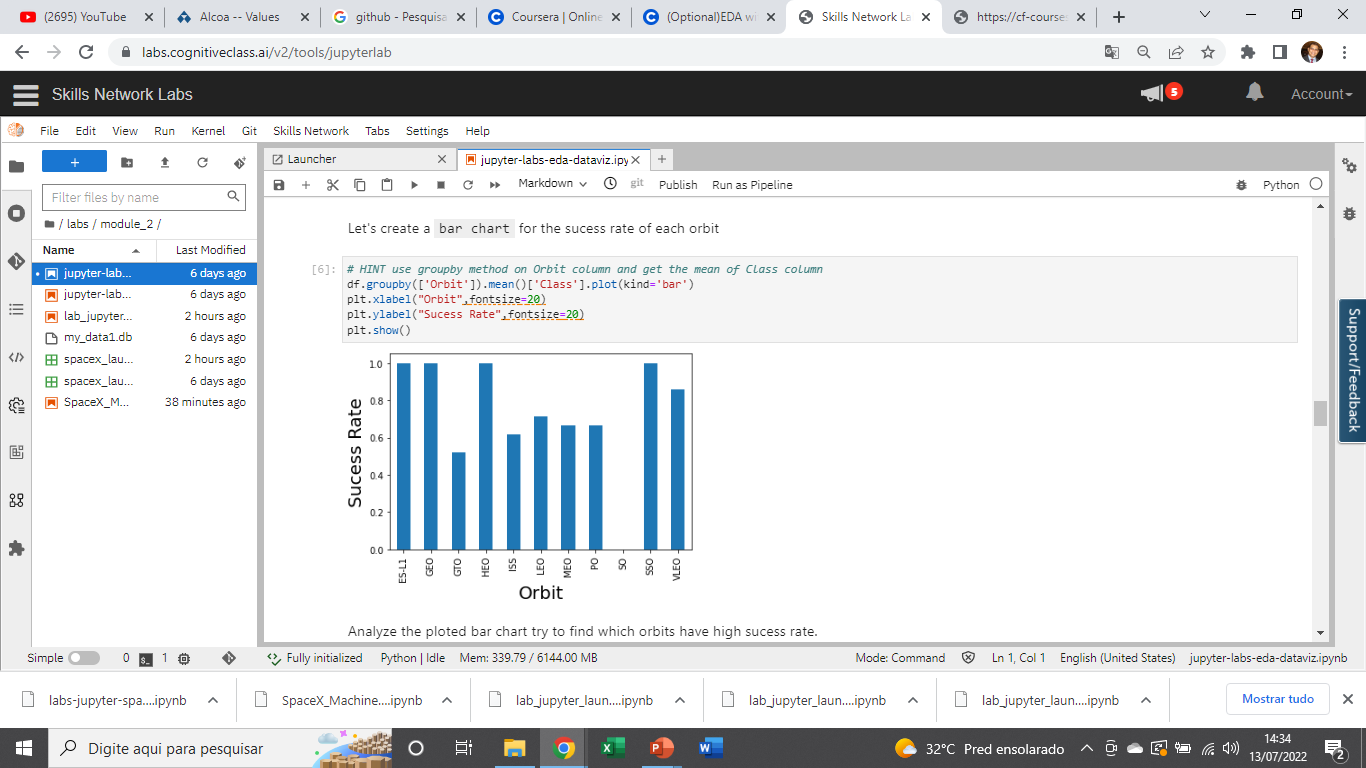 (2695) YouTube
Alcoa -- Values
github - Pesquisa
Coursera | Online
(Optional)EDA wi
Skills Network La
https://cf-courses
labs.cognitiveclass.ai/v2/tools/jupyterlab
Skills Network Labs
5
Account
File Edit View Run Kernel Git Skills Network Tabs Settings Help
Launcher
jupyter-labs-eda-dataviz.ipy
Markdown
git
Publish
Run as Pipeline
Python
Filter files by name
/ labs / module_2 /
Name Last Modified
jupyter-lab... 6 days ago
jupyter-lab... 6 days ago
lab_jupyter... 2 hours ago
my_data1.db 6 days ago
spacex_lau... 2 hours ago
spacex_lau... 6 days ago
SpaceX_M... 38 minutes ago
Let's create a bar chart for the sucess rate of each orbit
[6]:
# HINT use groupby method on Orbit column and get the mean of Class column
df.groupby(['Orbit']).mean()['Class'].plot(kind='bar')
plt.xlabel("Orbit",fontsize=20)
plt.ylabel("Sucess Rate",fontsize=20)
plt.show()
1.0
0.8
0.6
0.4
0.2
0.0
Sucess Rate
ES-L1 GEO GTO HEO ISS LEO MEO PO SO SSO VLEO
Orbit
Analyze the ploted bar chart try to find which orbits have high sucess rate.
Support/Feedback
Simple 0 1 Fully initialized Python | Idle Mem: 339.79 / 6144.00 MB Mode: Command Ln 1, Col 1 English (United States) jupyter-labs-eda-dataviz.ipynb
labs-jupyter-spa....ipynb
SpaceX_Machine....ipynb
lab_jupyter_laun....ipynb
lab_jupyter_laun....ipynb
lab_jupyter_laun....ipynb
Mostrar tudo
Digite aqui para pesquisar
32°C Pred ensolarado
14:34
13/07/2022
2